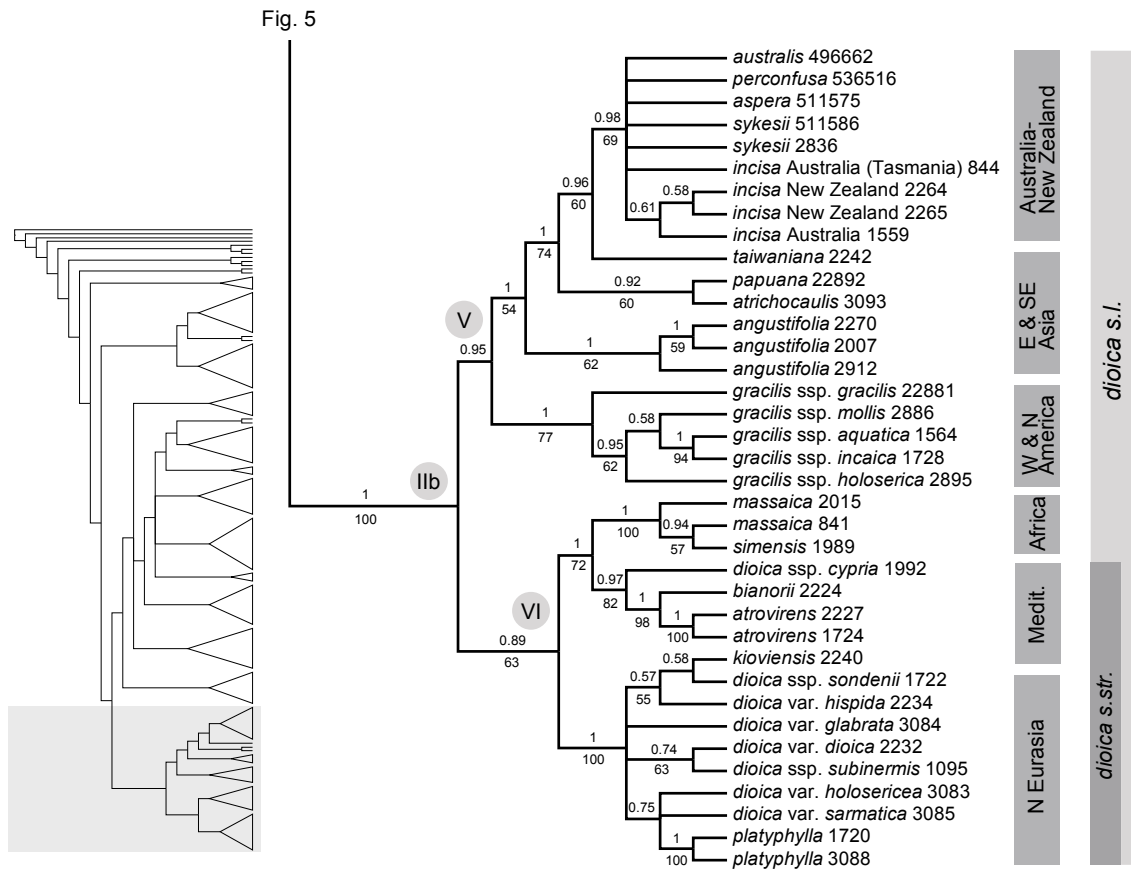 Fig. 5
australis 496662
perconfusa 536516
aspera 511575
0.98
sykesii 511586
69
sykesii 2836
incisa Australia (Tasmania) 844
0.96
0.58
incisa New Zealand 2264
60
0.61
incisa New Zealand 2265
incisa Australia 1559
1
74
taiwaniana 2242
0.92
papuana 22892
60
atrichocaulis 3093
1
54
V
1
angustifolia 2270
0.95
1
59
angustifolia 2007
62
angustifolia 2912
gracilis ssp. gracilis 22881
1
0.58
gracilis ssp. mollis 2886
77
1
gracilis ssp. aquatica 1564
0.95
94
gracilis ssp. incaica 1728
62
gracilis ssp. holoserica 2895
IIb
1
100
massaica 2015
1
0.94
massaica 841
100
57
simensis 1989
1
72
dioica ssp. cypria 1992
0.97
82
1
bianorii 2224
98
1
atrovirens 2227
100
atrovirens 1724
VI
0.89
63
0.58
kioviensis 2240
0.57
dioica ssp. sondenii 1722
55
dioica var. hispida 2234
dioica var. glabrata 3084
1
100
0.74
dioica var. dioica 2232
63
dioica ssp. subinermis 1095
dioica var. holosericea 3083
0.75
dioica var. sarmatica 3085
1
platyphylla 1720
100
platyphylla 3088
Australia-
New Zealand
E & SE
Asia
W & N
America
Africa
Medit.
N Eurasia
dioica s.l.
dioica s.str.